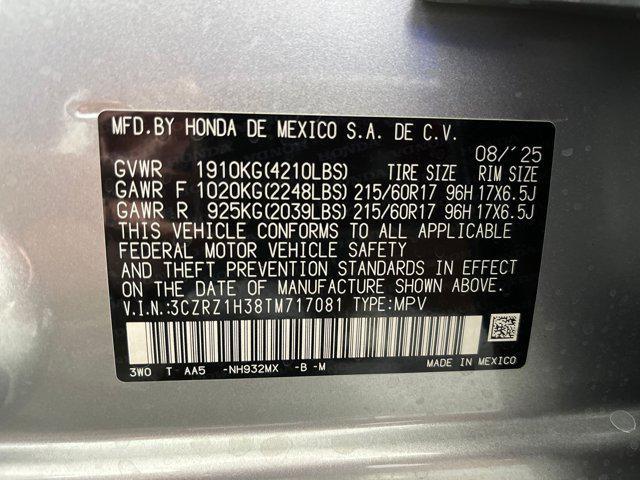 MFD.BY HONDA DE MEXICO S.A. DE C.V.
08/'25
GVWR 1910KG(4210LBS) TIRE SIZE RIM SIZE
GAWR F 1020KG(2248LBS) 215/60R17 96H 17X6.5J
GAWR R 925KG(2039LBS) 215/60R17 96H 17X6.5J
THIS VEHICLE CONFORMS TO ALL APPLICABLE
FEDERAL MOTOR VEHICLE SAFETY
AND THEFT PREVENTION STANDARDS IN EFFECT
ON THE DATE OF MANUFACTURE SHOWN ABOVE.
V.I.N.:3CZRZ1H38TM717081 TYPE:MPV
3WO T AA5 -NH932MX -B -M MADE IN MEXICO